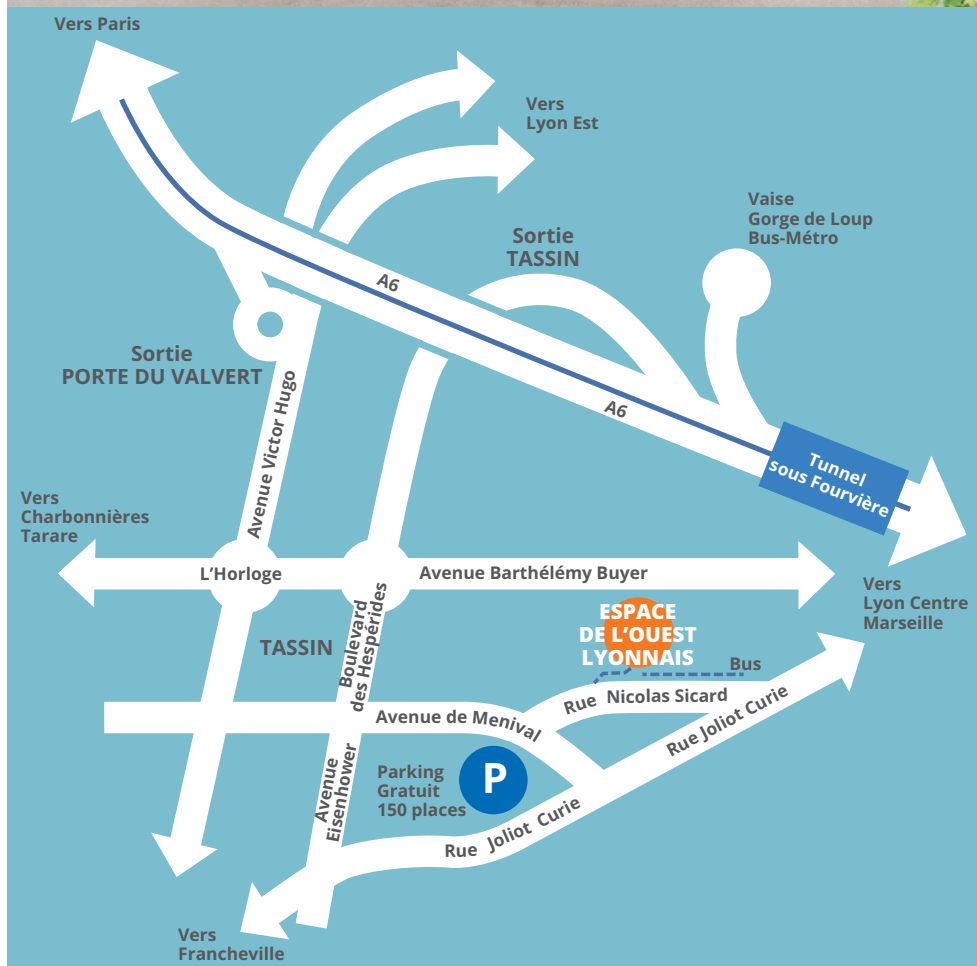 Vers Paris
Vers
Lyon Est
Vaise
Gorge de Loup
Bus-Métro
Sortie
TASSIN
A6
Sortie
PORTE DU VALVERT
A6
Avenue Victor Hugo
Tunnel
sous Fourvière
Vers
Charbonnières
Tarare
L'Horloge
Avenue Barthélémy Buyer
Vers
Lyon Centre
Marseille
ESPACE
DE L'OUEST
LYONNAIS
TASSIN
Boulevard
des Hespérides
Bus
Rue Nicolas Sicard
Rue Joliot Curie
Avenue de Menival
Parking
Gratuit
150 places
P
Avenue
Eisenhower
Rue Joliot Curie
Vers
Francheville